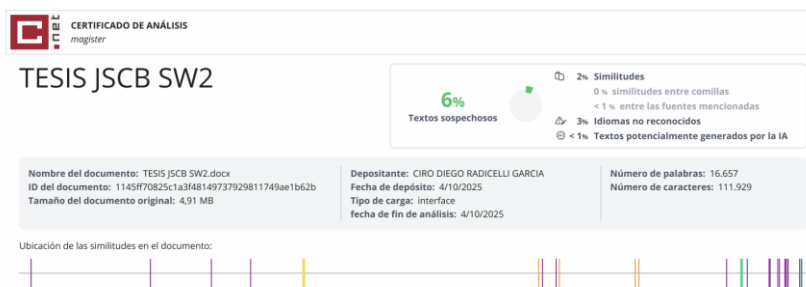 C.net
CERTIFICADO DE ANÁLISIS
magister
TESIS JSCB SW2
6%
Textos sospechosos
2% Similitudes
0 % similitudes entre comillas
< 1 % entre las fuentes mencionadas
3% Idiomas no reconocidos
< 1% Textos potencialmente generados por la IA
Nombre del documento: TESIS JSCB SW2.docx
ID del documento: 1145ff70825c1a3f48149737929811749ae1b62b
Tamaño del documento original: 4,91 MB
Depositante: CIRO DIEGO RADICELLI GARCIA
Fecha de depósito: 4/10/2025
Tipo de carga: interface
fecha de fin de análisis: 4/10/2025
Número de palabras: 16.657
Número de caracteres: 111.929
Ubicación de las similitudes en el documento: